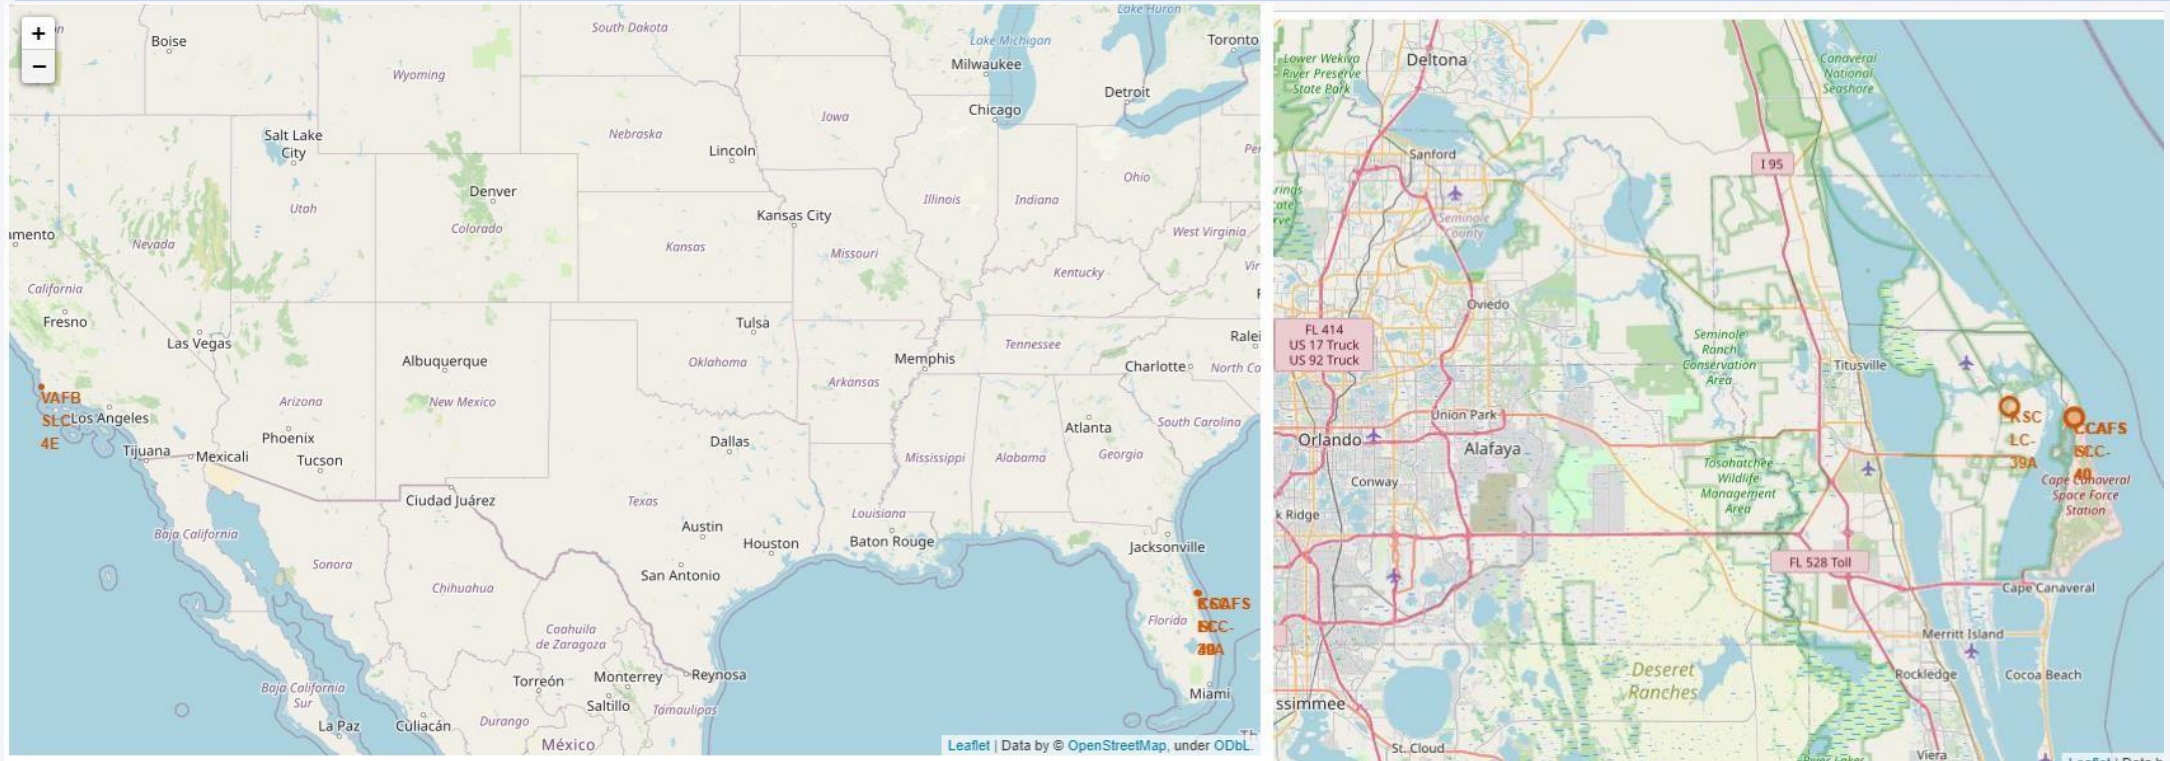 +
−
Boise
South Dakota
Lake Huron
Lake Michigan
Toronto
Milwaukee
Wyoming
Detroit
Chicago
Iowa
Salt Lake
City
Nebraska
Lincoln
Ohio
Denver
Illinois
Indiana
Utah
Kansas City
Colorado
West Virginia
Nevada
Kansas
Missouri
Kentucky
California
Fresno
Tulsa
Las Vegas
Albuquerque
Oklahoma
Memphis
Tennessee
Charlotte
Arkansas
VAFB
SLC-
4E
Los Angeles
Arizona
New Mexico
Phoenix
Tucson
Dallas
Atlanta
South Carolina
Tijuana
Mexicali
Mississippi
Alabama
Georgia
Ciudad Juárez
Texas
Louisiana
Baja California
Austin
Houston
Baton Rouge
Jacksonville
Sonora
Chihuahua
San Antonio
Florida
Coahuila
de Zaragoza
Torreón
Monterrey
Reynosa
Baja California
Sur
Saltillo
Tamaulipas
Miami
La Paz
Culiacán
Durango
México
Leaflet | Data by © OpenStreetMap, under ODbL.
Lower Wekiva
River Preserve
State Park
Deltona
Canaveral
National
Seashore
Sanford
I 95
Seminole
County
Oviedo
FL 414
US 17 Truck
US 92 Truck
Seminole
Ranch
Conservation
Area
Titusville
Union Park
Orlando
Alafaya
KSC
LC-
39A
CCAFS
40
Cape Canaveral
Space Force
Station
Tosohatchee
Wildlife
Management
Area
Conway
k Ridge
FL 528 Toll
Cape Canaveral
Merritt Island
Deseret
Ranches
Rockledge
Cocoa Beach
ssimmee
St. Cloud
Viera